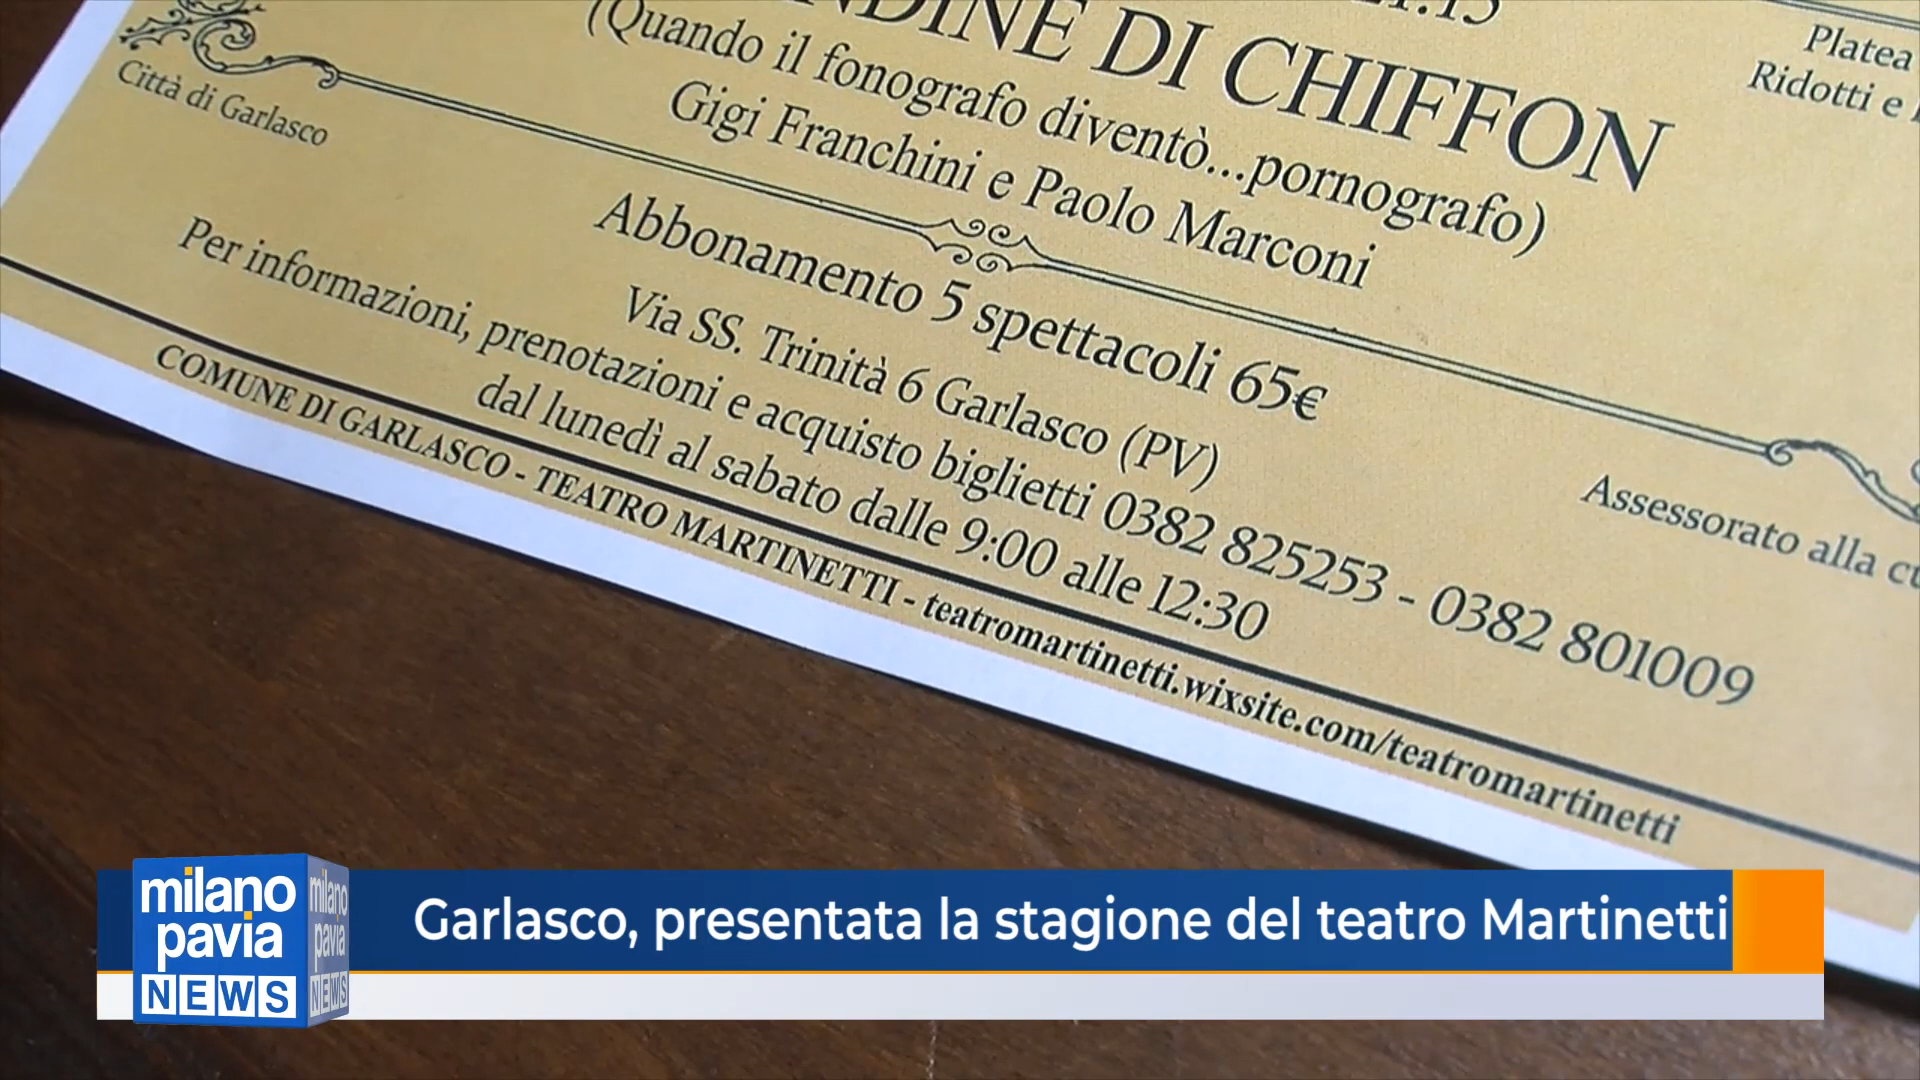 DI CHIFFON
(Quando il fonografo diventò...pornografo)
Gigi Franchini e Paolo Marconi
Platea
Ridotti e
Città di Garlasco
Abbonamento 5 spettacoli 65€
Via SS. Trinità 6 Garlasco (PV)
Per informazioni, prenotazioni e acquisto biglietti 0382 825253 - 0382 801009
dal lunedì al sabato dalle 9:00 alle 12:30
Assessorato alla
COMUNE DI GARLASCO - TEATRO MARTINETTI - teatromartinetti.wixsite.com/teatromartinetti
milano
pavia
NEWS
milano
pavia
NEWS
Garlasco, presentata la stagione del teatro Martinetti